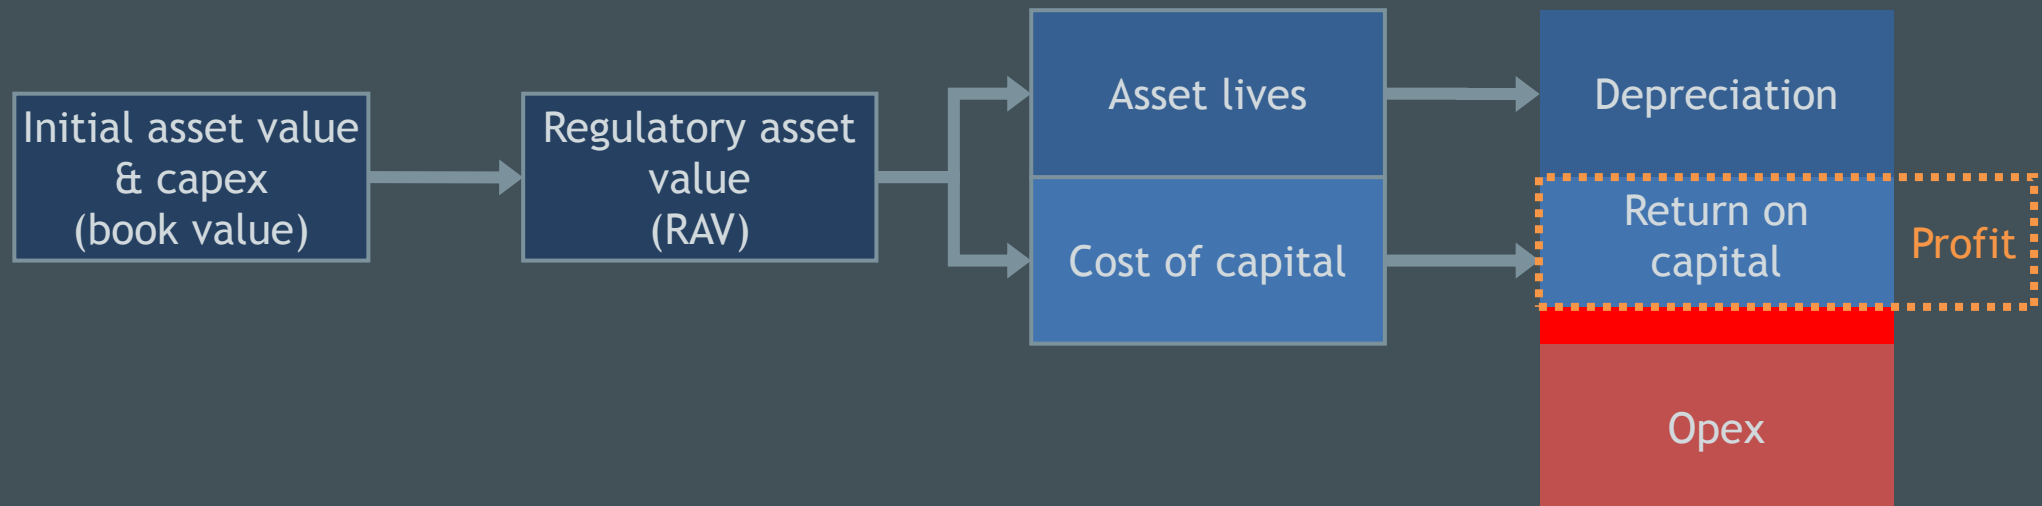 Initial asset value
& capex
(book value)
Regulatory asset
value
(RAV)
Asset lives
Cost of capital
Depreciation
Return on
capital
Profit
Opex